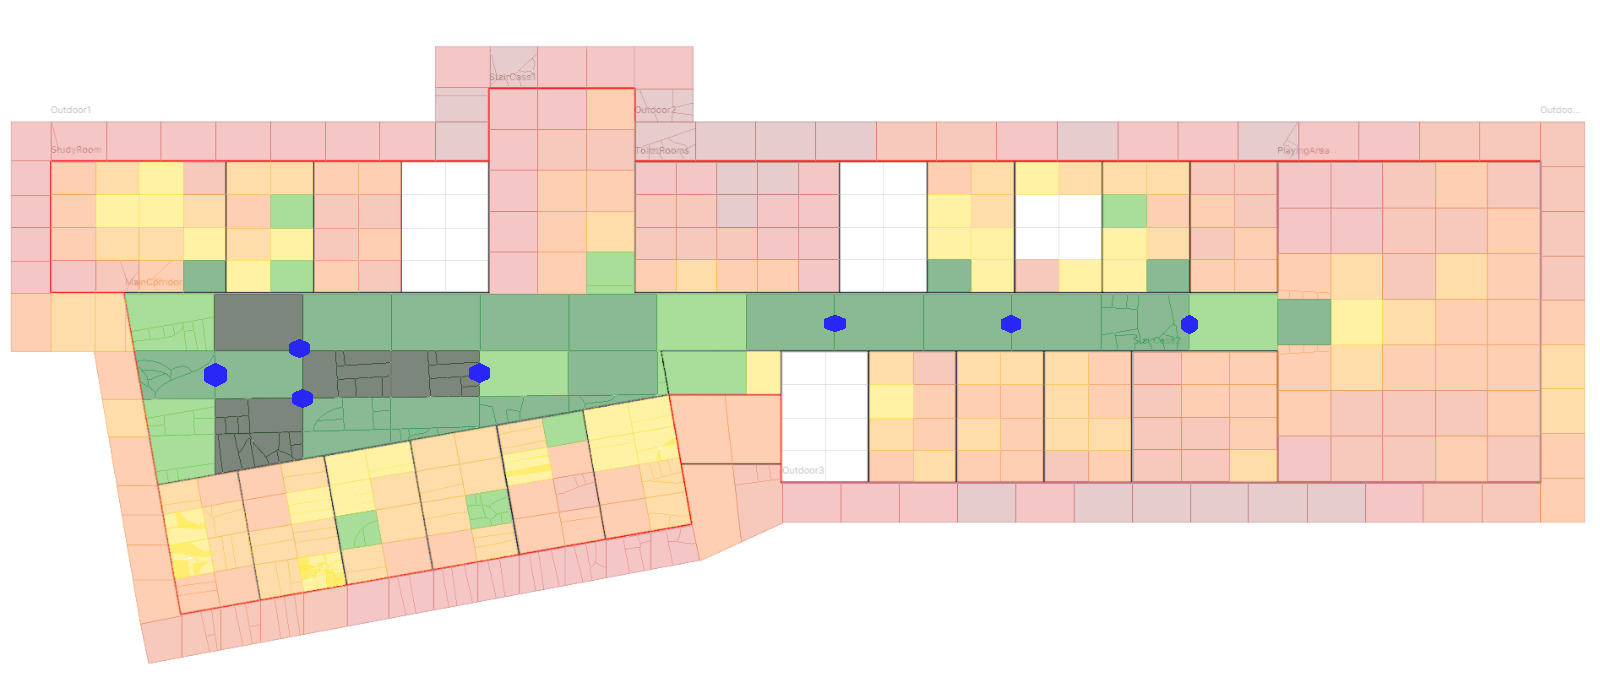 StairCase1
Outdoor1
Outdoor2
Outdoo...
StudyRoom
ToiletRooms
PlayingArea
MainCorridor
StairCase2
Outdoor3